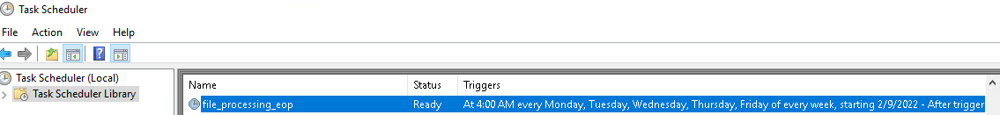 Task Scheduler
File Action View Help
Task Scheduler (Local)
Task Scheduler Library
Name Status Triggers
file_processing_eop Ready At 4:00 AM every Monday, Tuesday, Wednesday, Thursday, Friday of every week, starting 2/9/2022 - After trigger